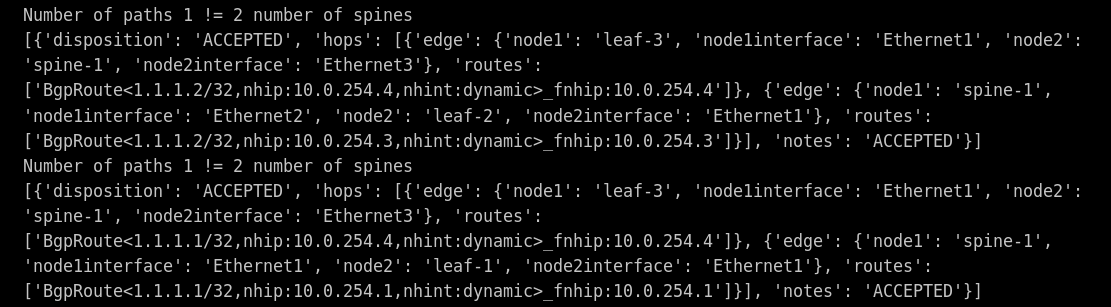 Number of paths 1 != 2 number of spines
[{'disposition': 'ACCEPTED', 'hops': [{'edge': {'node1': 'leaf-3', 'node1interface': 'Ethernet1', 'node2':
'spine-1', 'node2interface': 'Ethernet3'}, 'routes':
['BgpRoute<1.1.1.2/32,nhip:10.0.254.4,nhint:dynamic>_fnhip:10.0.254.4']}, {'edge': {'node1': 'spine-1',
'node1interface': 'Ethernet2', 'node2': 'leaf-2', 'node2interface': 'Ethernet1'}, 'routes':
['BgpRoute<1.1.1.2/32,nhip:10.0.254.3,nhint:dynamic>_fnhip:10.0.254.3']}], 'notes': 'ACCEPTED'}]
Number of paths 1 != 2 number of spines
[{'disposition': 'ACCEPTED', 'hops': [{'edge': {'node1': 'leaf-3', 'node1interface': 'Ethernet1', 'node2':
'spine-1', 'node2interface': 'Ethernet3'}, 'routes':
['BgpRoute<1.1.1.1/32,nhip:10.0.254.4,nhint:dynamic>_fnhip:10.0.254.4']}, {'edge': {'node1': 'spine-1',
'node1interface': 'Ethernet1', 'node2': 'leaf-1', 'node2interface': 'Ethernet1'}, 'routes':
['BgpRoute<1.1.1.1/32,nhip:10.0.254.1,nhint:dynamic>_fnhip:10.0.254.1']}], 'notes': 'ACCEPTED'}]